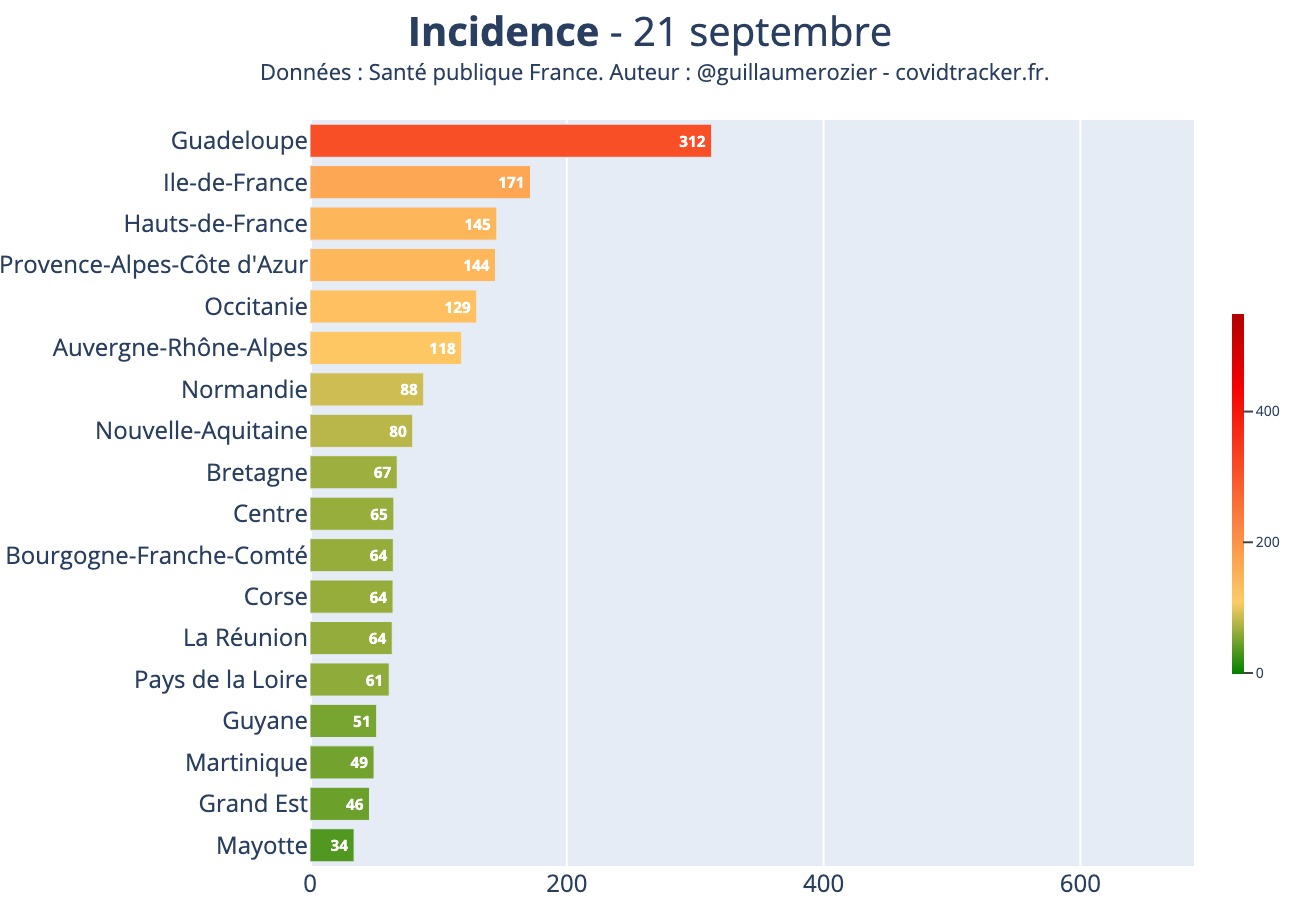 Incidence - 21 septembre
Données : Santé publique France. Auteur : @guillaumerozier - covidtracker.fr.
Guadeloupe 312
Ile-de-France 171
Hauts-de-France 145
Provence-Alpes-Côte d'Azur 144
Occitanie 129
Auvergne-Rhône-Alpes 118
Normandie 88
Nouvelle-Aquitaine 80
Bretagne 67
Centre 65
Bourgogne-Franche-Comté 64
Corse 64
La Réunion 64
Pays de la Loire 61
Guyane 51
Martinique 49
Grand Est 46
Mayotte 34
0 200 400 600
400
200
0